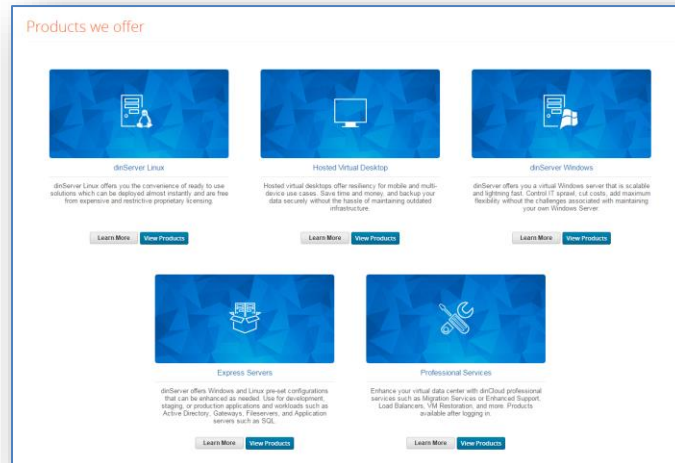 Products we offer
dinServer Linux
dinServer Linux offers you the convenience of ready to use
solutions which can be deployed almost instantly and are free
from expensive and restrictive proprietary licensing.
Learn More View Products
Hosted Virtual Desktop
Hosted virtual desktops offer resiliency for mobile and multi-
device use cases. Save time and money, and backup your
data securely without the hassle of maintaining outdated
infrastructure.
Learn More View Products
dinServer Windows
dinServer offers you a virtual Windows server that is scalable
and lightning fast. Control IT sprawl, cut costs, add maximum
flexibility without the challenges associated with maintaining
your own Windows Server.
Learn More View Products
Express Servers
dinServer offers Windows and Linux pre-set configurations
that can be enhanced as needed. Use for development,
staging, or production applications and workloads such as
Active Directory, Gateways, Fileservers, and Application
servers such as SQL.
Learn More View Products
Professional Services
Enhance your virtual data center with dinCloud professional
services such as Migration Services or Enhanced Support,
Load Balancers, VM Restoration, and more. Products
available after logging in.
Learn More View Products